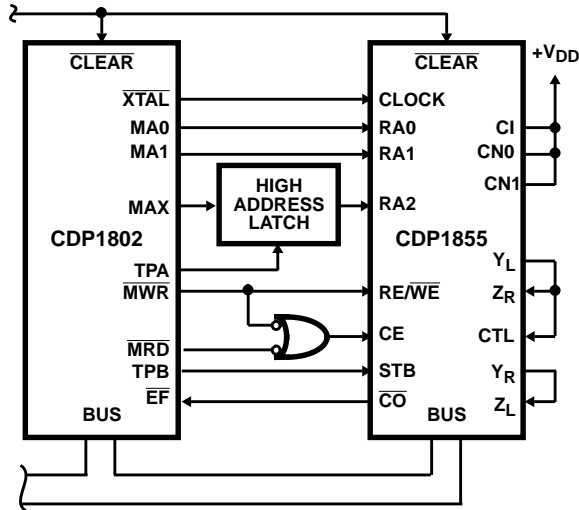 CLEAR
XTAL
MA0
MA1
MAX
CDP1802
TPA
MWR
MRD
TPB
EF
BUS
HIGH
ADDRESS
LATCH
CLEAR
CLOCK
RA0
RA1
RA2
CDP1855
RE/WE
CE
STB
CO
BUS
CI
CN0
CN1
YL
ZR
CTL
YR
ZL
+VDD